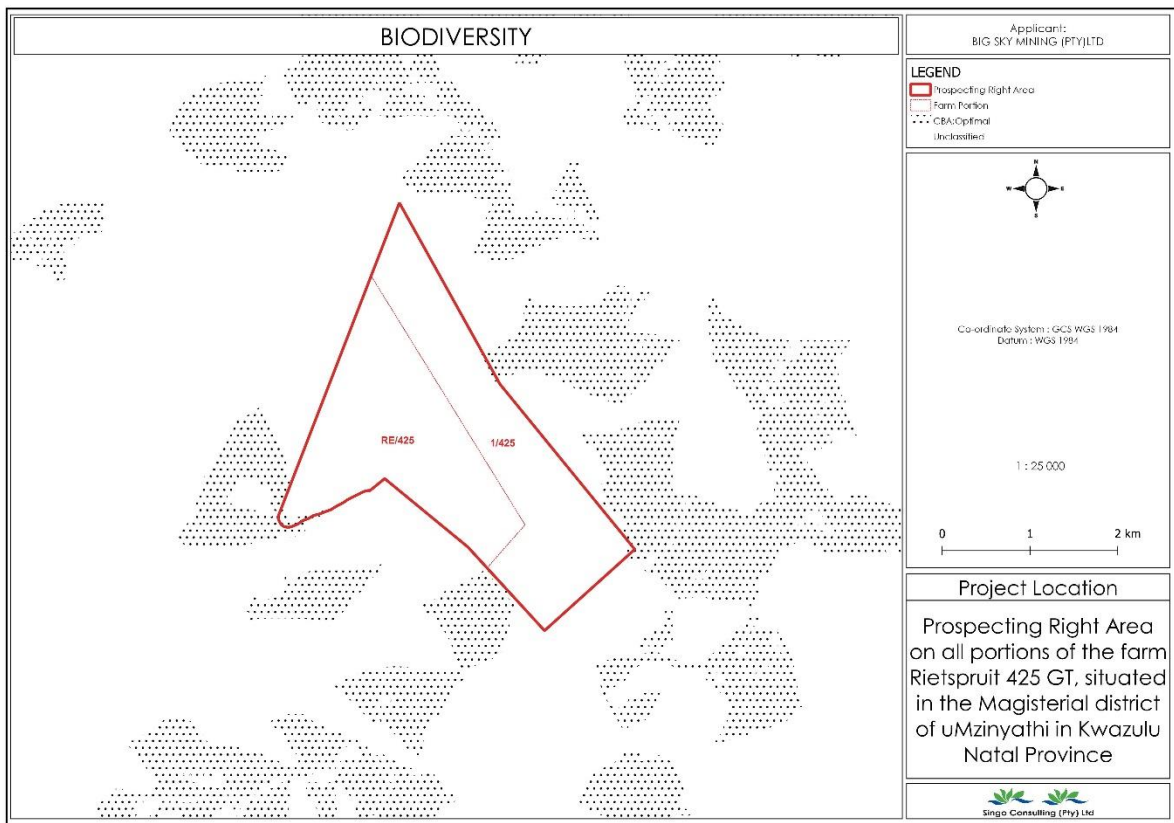 BIODIVERSITY
Applicant:
BIG SKY MINING (PTY)LTD
LEGEND
Prospecting Right Area
Farm Portion
CBA:Optimal
Unclassified
N
W E
S
Co-ordinate System : GCS WGS 1984
Datum : WGS 1984
RE/425
1/425
1 : 25 000
0 1 2 km
Project Location
Prospecting Right Area
on all portions of the farm
Rietspruit 425 GT, situated
in the Magisterial district
of uMzinyathi in Kwazulu
Natal Province
Singo Consulting (Pty) Ltd